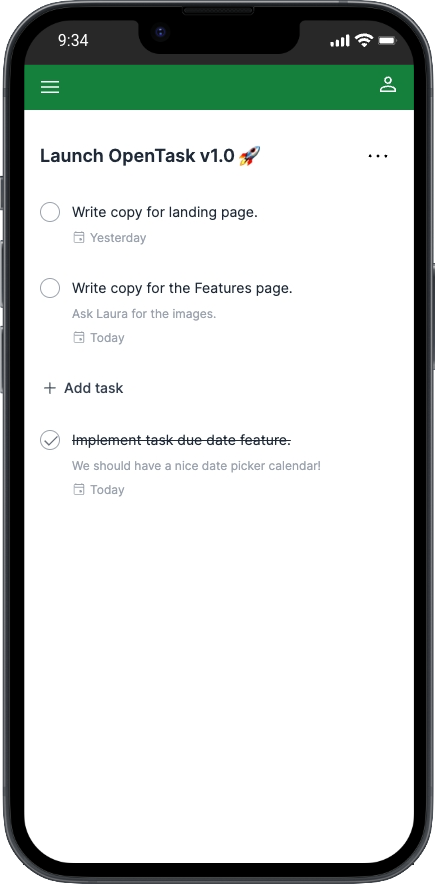 9:34
Launch OpenTask v1.0 🚀
Write copy for landing page.
Yesterday
Write copy for the Features page.
Ask Laura for the images.
Today
Add task
Implement task due date feature.
We should have a nice date picker calendar!
Today